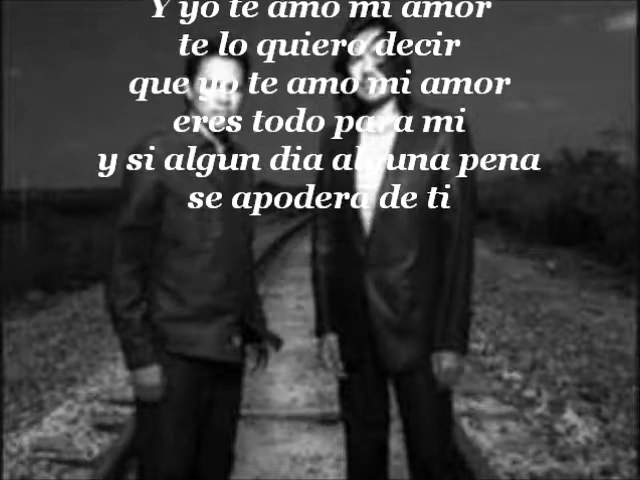 Y yo te amo mi amor
te lo quiero decir
que yo te amo mi amor
eres todo para mi
y si algun dia alguna pena
se apodera de ti